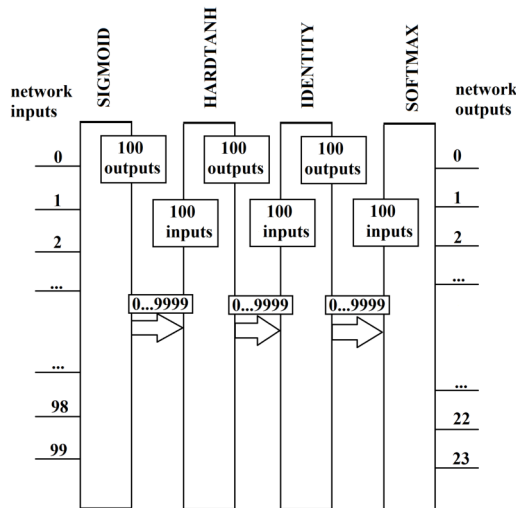 SIGMOID
HARDTANH
IDENTITY
SOFTMAX
network
inputs
network
outputs
0
1
2
...
...
98
99
100
outputs
100
inputs
0...9999
100
outputs
100
inputs
0...9999
100
outputs
100
inputs
0...9999
0
1
2
...
...
22
23